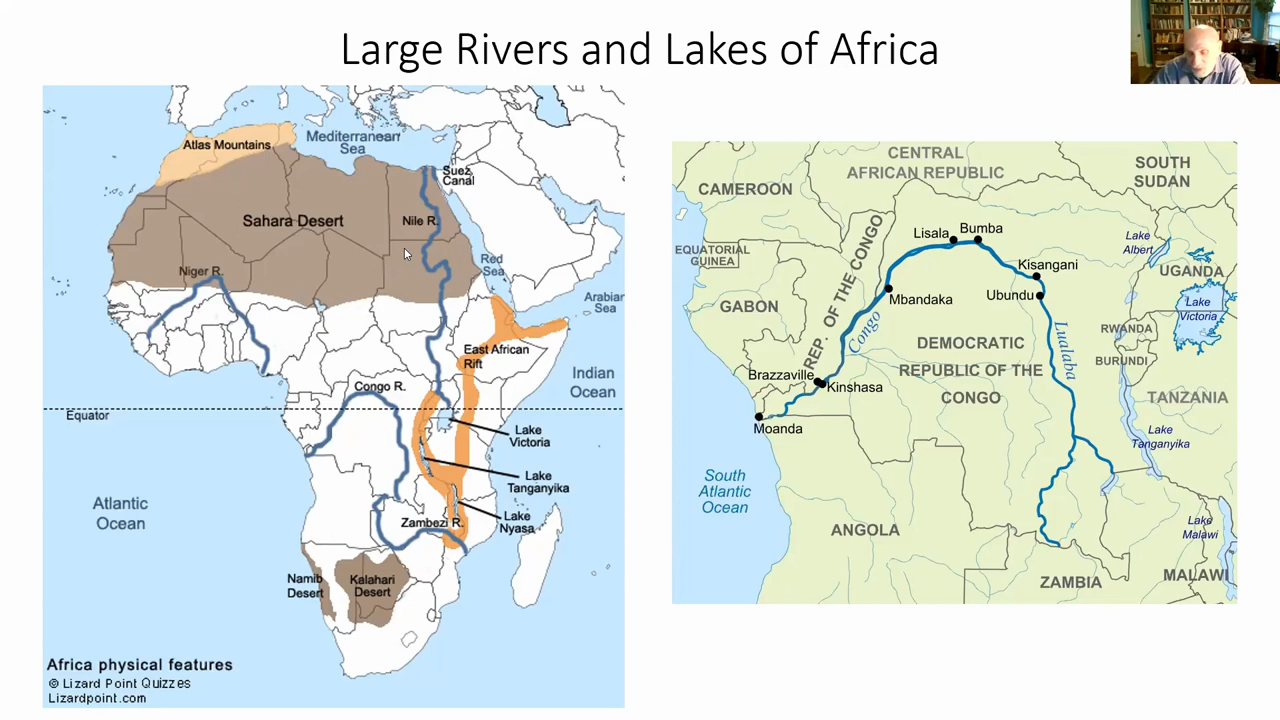 Large Rivers and Lakes of Africa
Atlas Mountains
Mediterranean
Sea
Suez
Canal
Sahara Desert
Nile R.
Niger R.
Red
Sea
Arabian
Sea
East African
Rift
Indian
Ocean
Congo R.
Equator
Lake
Victoria
Lake
Tanganyika
Lake
Nyasa
Atlantic
Ocean
Zambezi R.
Namib
Desert
Kalahari
Desert
Africa physical features
© Lizard Point Quizzes
Lizardpoint.com
CENTRAL
AFRICAN REPUBLIC
SOUTH
SUDAN
CAMEROON
Lisala
Bumba
Lake
Albert
EQUATORIAL
GUINEA
REP. OF THE CONGO
Kisangani
UGANDA
GABON
Mbandaka
Ubundu
Lake
Victoria
Congo
Lualaba
RWANDA
DEMOCRATIC
REPUBLIC OF THE
CONGO
BURUNDI
Brazzaville
Kinshasa
TANZANIA
Moanda
Lake
Tanganyika
South
Atlantic
Ocean
ANGOLA
Lake
Malawi
ZAMBIA
MALAWI